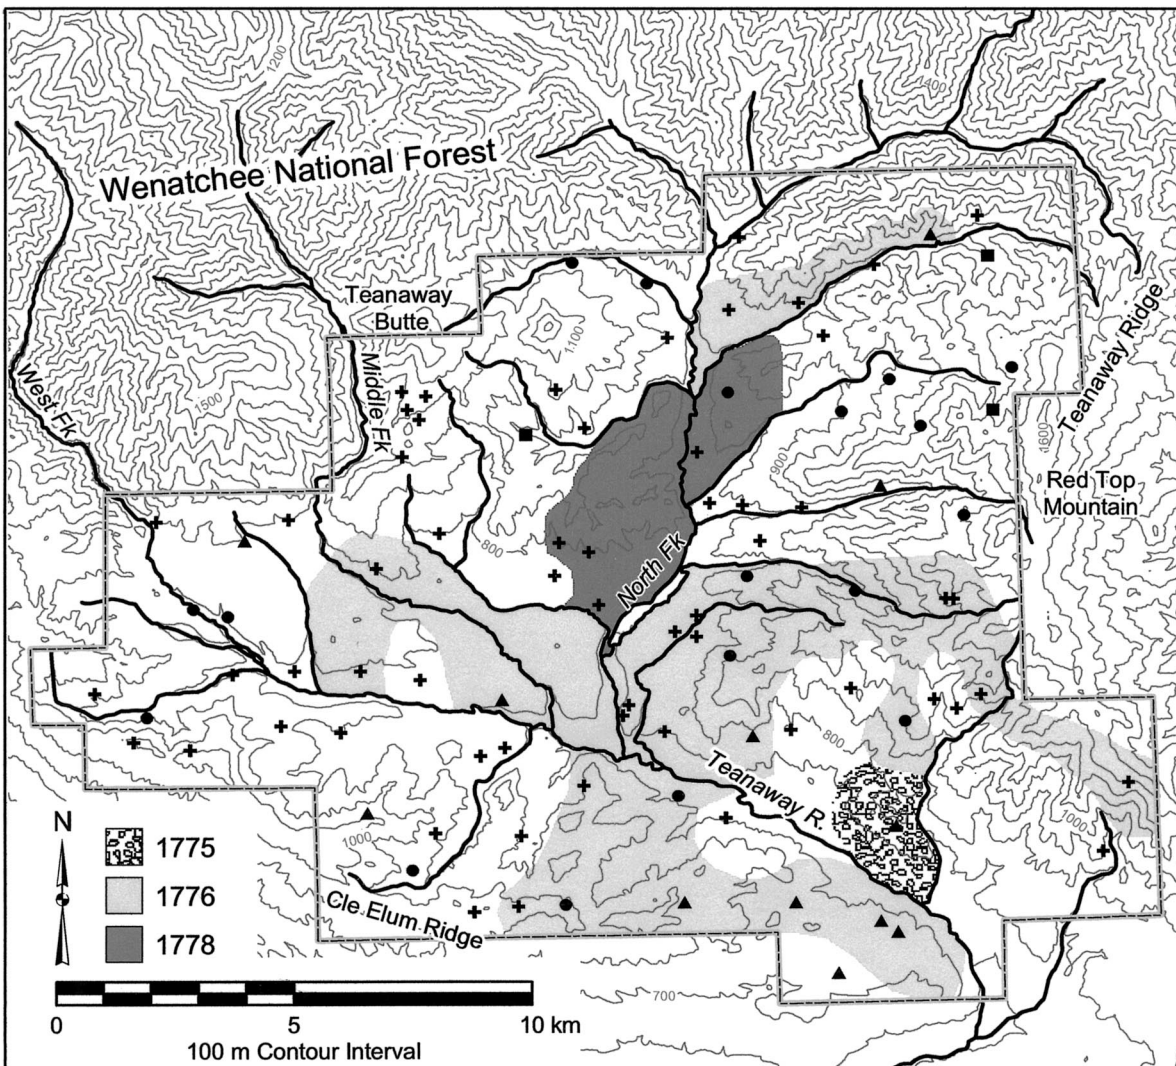 1200
1400
Wenatchee National Forest
Teanaway
Butte
1100
Teanaway Ridge
West Fk
Middle Fk
1500
1600
900
Red Top
Mountain
800
North Fk
Teanaway R.
800
1000
1000
N
1775
1776
1778
Cle Elum Ridge
700
0
5
10 km
100 m Contour Interval